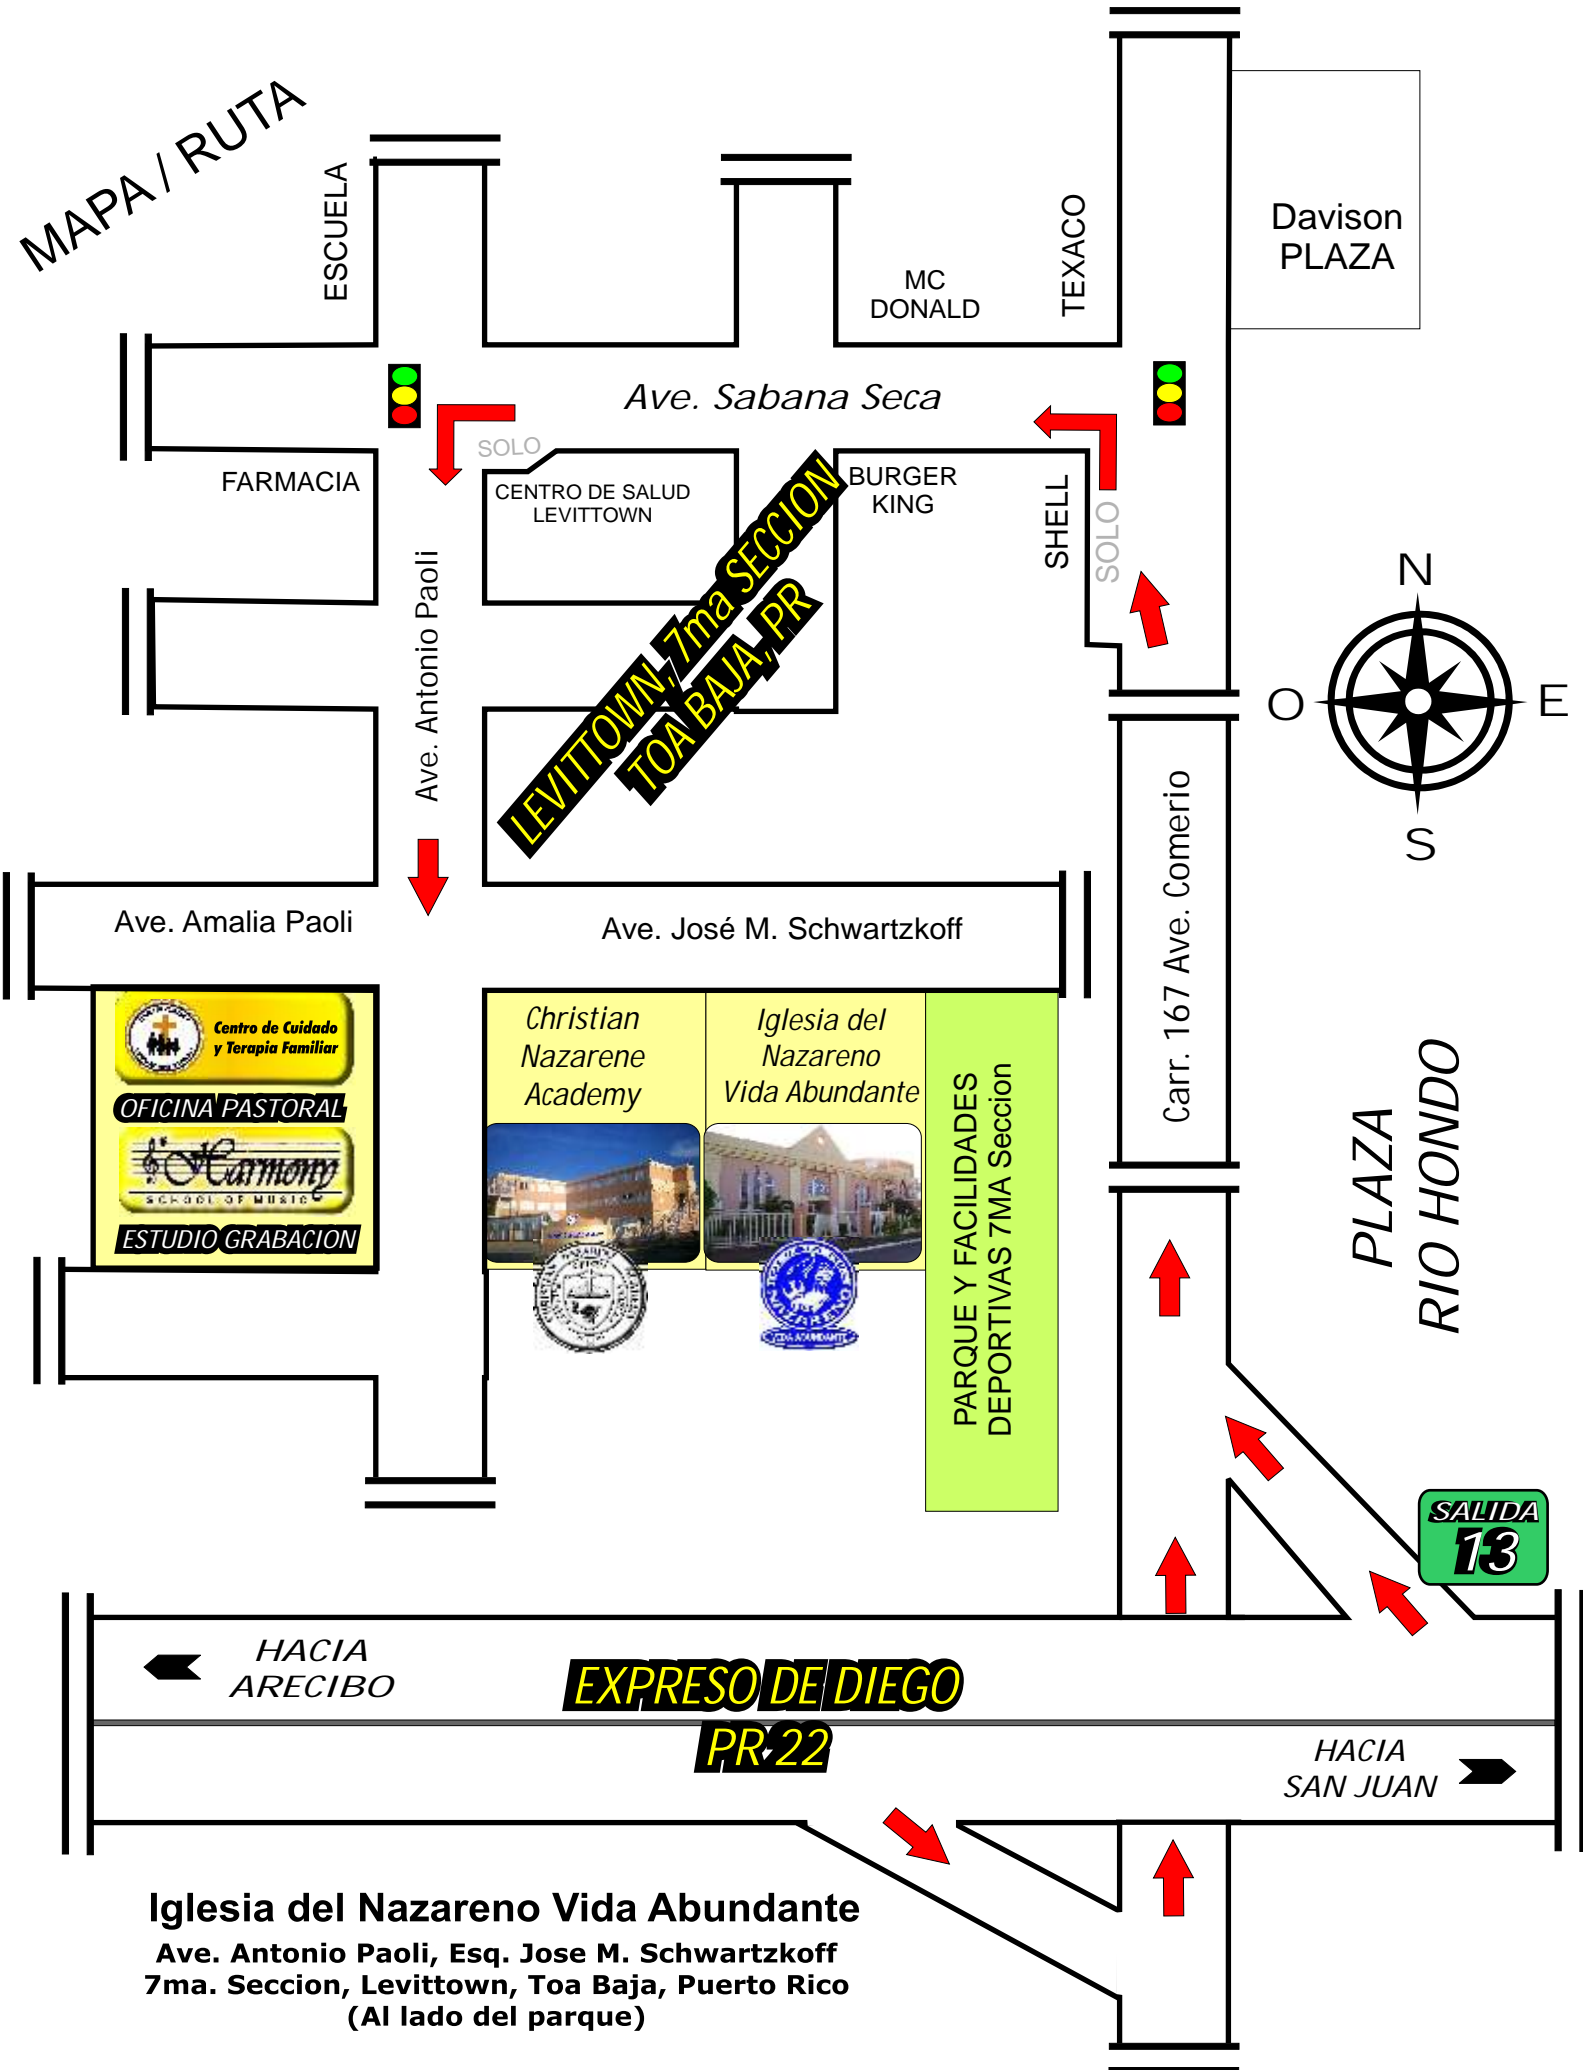 MAPA / RUTA
ESCUELA
TEXACO
Davison
PLAZA
MC
DONALD
Ave. Sabana Seca
SOLO
FARMACIA
CENTRO DE SALUD
LEVITTOWN
BURGER
KING
SHELL
SOLO
LEVITTOWN, 7ma SECCION
TOA BAJA, PR
Ave. Antonio Paoli
N
O
E
S
Carr. 167 Ave. Comerio
Ave. Amalia Paoli
Ave. José M. Schwartzkoff
Centro de Cuidado
y Terapia Familiar
OFICINA PASTORAL
Harmony
SCHOOL OF MUSIC
ESTUDIO GRABACION
Christian
Nazarene
Academy
Iglesia del
Nazareno
Vida Abundante
VIDA ABUNDANTE
PARQUE Y FACILIDADES
DEPORTIVAS 7MA Seccion
PLAZA
RIO HONDO
SALIDA
13
HACIA
ARECIBO
EXPRESO DE DIEGO
PR 22
HACIA
SAN JUAN
Iglesia del Nazareno Vida Abundante
Ave. Antonio Paoli, Esq. Jose M. Schwartzkoff
7ma. Seccion, Levittown, Toa Baja, Puerto Rico
(Al lado del parque)